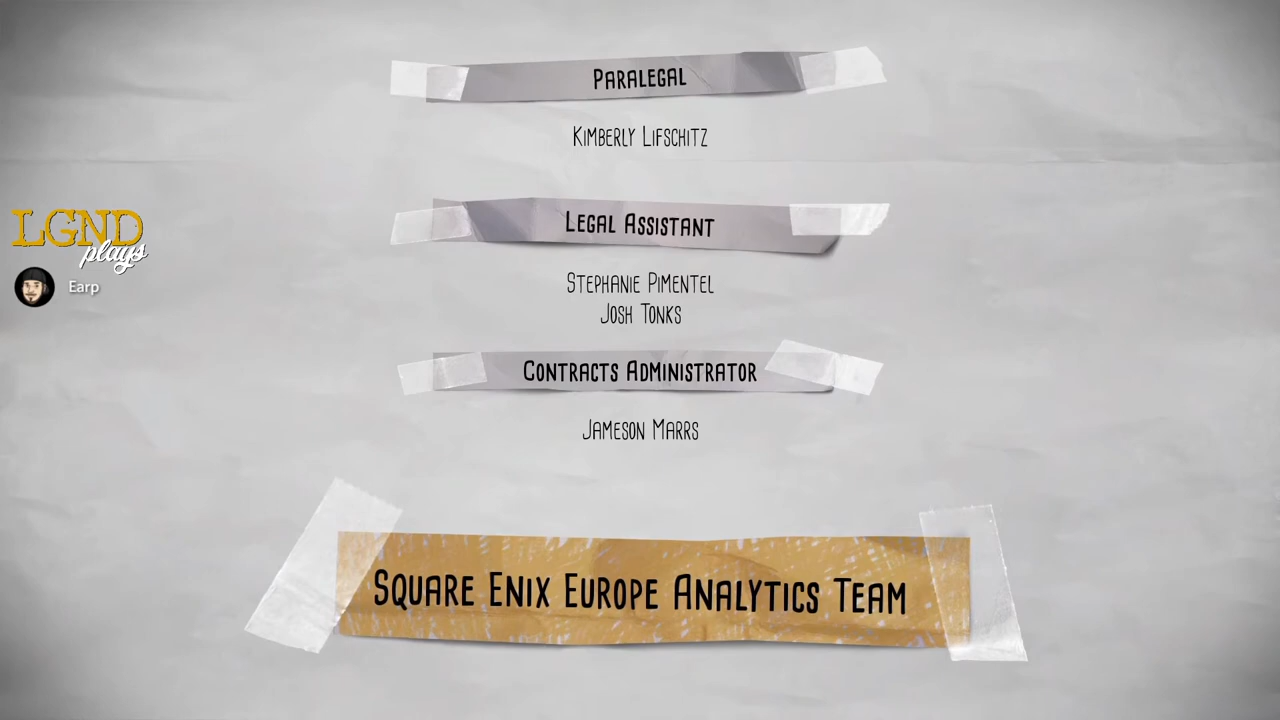 Paralegal
Kimberly Lifschitz
LGND
plays
Earp
Legal Assistant
Stephanie Pimentel
Josh Tonks
Contracts Administrator
Jameson Marrs
Square Enix Europe Analytics Team